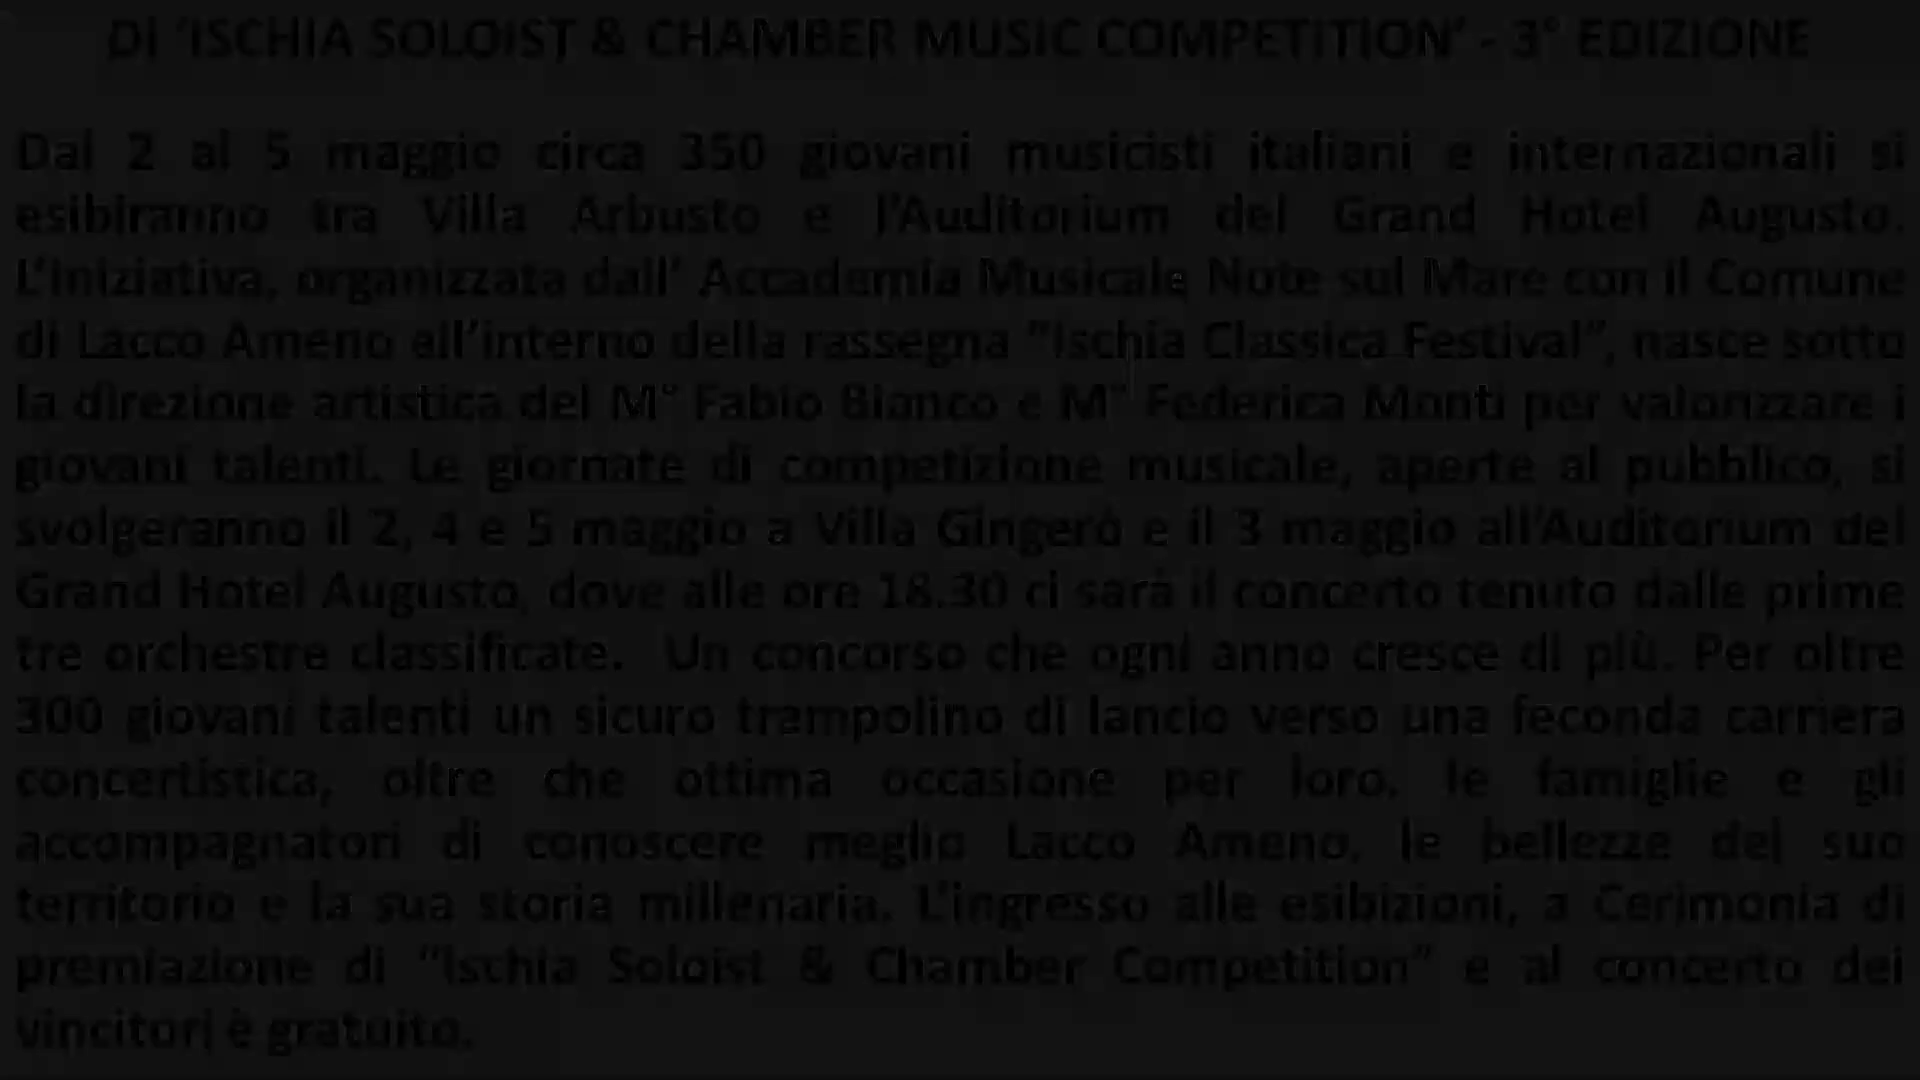 DI ‘ISCHIA SOLOIST & CHAMBER MUSIC COMPETITION’ - 3° EDIZIONE
Dal 2 al 5 maggio circa 350 giovani musicisti italiani e internazionali si
esibiranno tra Villa Arbusto e l’Auditorium del Grand Hotel Augusto.
L’Iniziativa, organizzata dall’ Accademia Musicale Note sul Mare con il Comune
di Lacco Ameno all’interno della rassegna “Ischia Classica Festival”, nasce sotto
la direzione artistica del M° Fabio Bianco e M° Federica Monti per valorizzare i
giovani talenti. Le giornate di competizione musicale, aperte al pubblico, si
svolgeranno il 2, 4 e 5 maggio a Villa Gingerò e il 3 maggio all’Auditorium del
Grand Hotel Augusto, dove alle ore 18.30 ci sarà il concerto tenuto dalle prime
tre orchestre classificate. Un concorso che ogni anno cresce di più. Per oltre
300 giovani talenti un sicuro trampolino di lancio verso una feconda carriera
concertistica, oltre che ottima occasione per loro, le famiglie e gli
accompagnatori di conoscere meglio Lacco Ameno, le bellezze del suo
territorio e la sua storia millenaria. L’ingresso alle esibizioni, a Cerimonia di
premiazione di “Ischia Soloist & Chamber Competition” e al concerto dei
vincitori è gratuito.